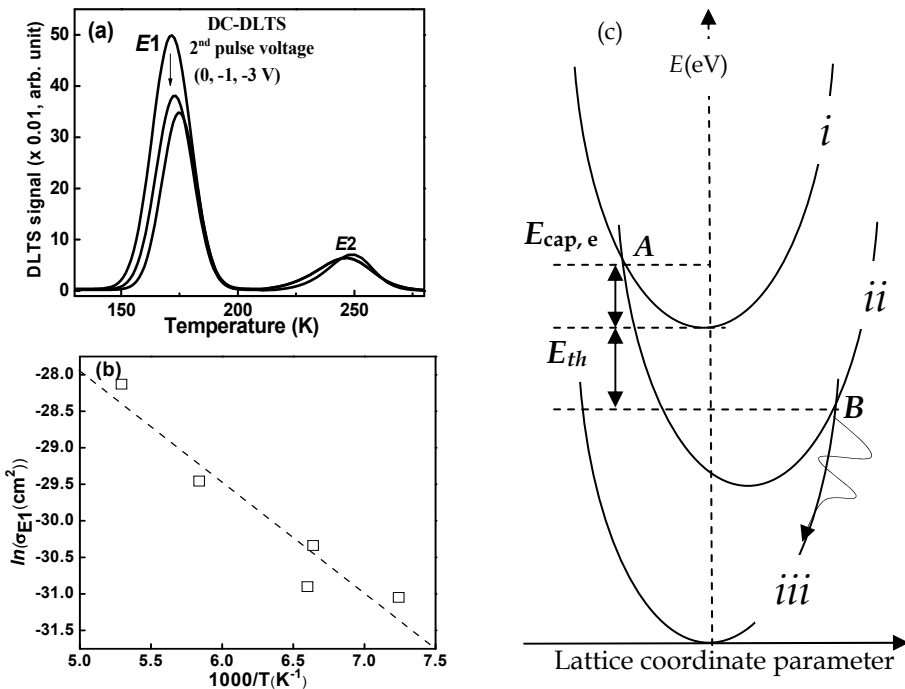 (a)
DC-DLTS
2nd pulse voltage
(0, -1, -3 V)
E1
E2
DLTS signal (x 0.01, arb. unit)
50
40
30
20
10
0
150
200
250
Temperature (K)
(b)
ln(σE1(cm2))
-28.0
-28.5
-29.0
-29.5
-30.0
-30.5
-31.0
-31.5
5.0
5.5
6.0
6.5
7.0
7.5
1000/T(K-1)
(c)
E(eV)
i
Ecap, e
A
ii
Eth
B
iii
Lattice coordinate parameter